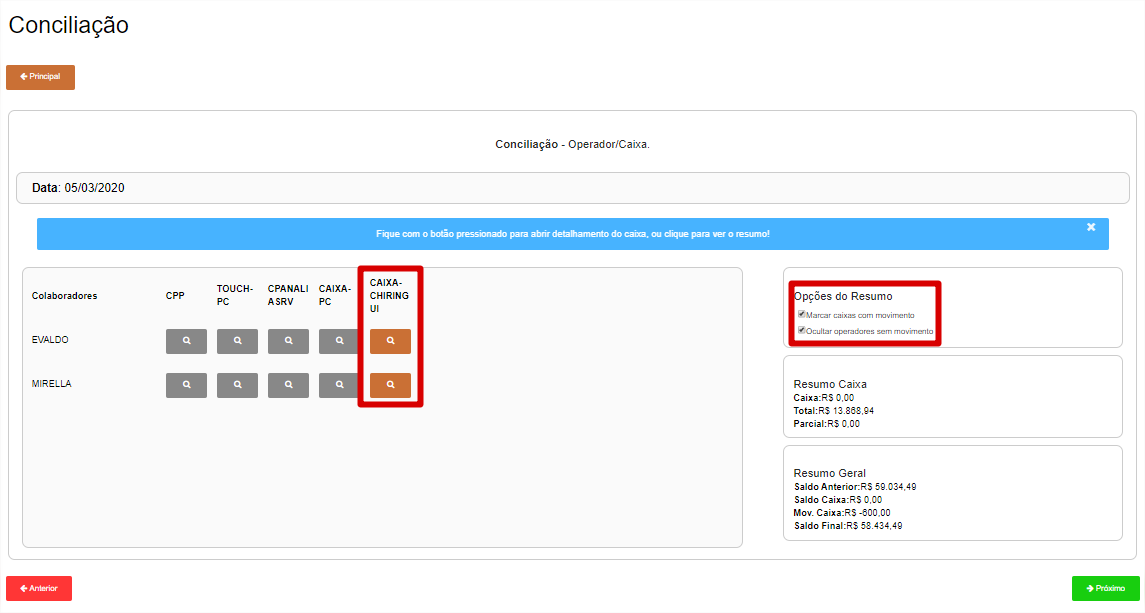 Conciliação
Principal
Conciliação - Operador/Caixa.
Data: 05/03/2020
Fique com o botão pressionado para abrir detalhamento do caixa, ou clique para ver o resumo!
Colaboradores
CPP
TOUCH-
PC
CPANALI
ASRV
CAIXA-
PC
CAIXA-
CHIRING
UI
EVALDO
MIRELLA
Opções do Resumo
Marcar caixas com movimento
Ocultar operadores sem movimento
Resumo Caixa
Caixa:R$ 0,00
Total:R$ 13.868,94
Parcial:R$ 0,00
Resumo Geral
Saldo Anterior:R$ 59.034,49
Saldo Caixa:R$ 0,00
Mov. Caixa:R$ -600,00
Saldo Final:R$ 58.434,49
Anterior
Próximo